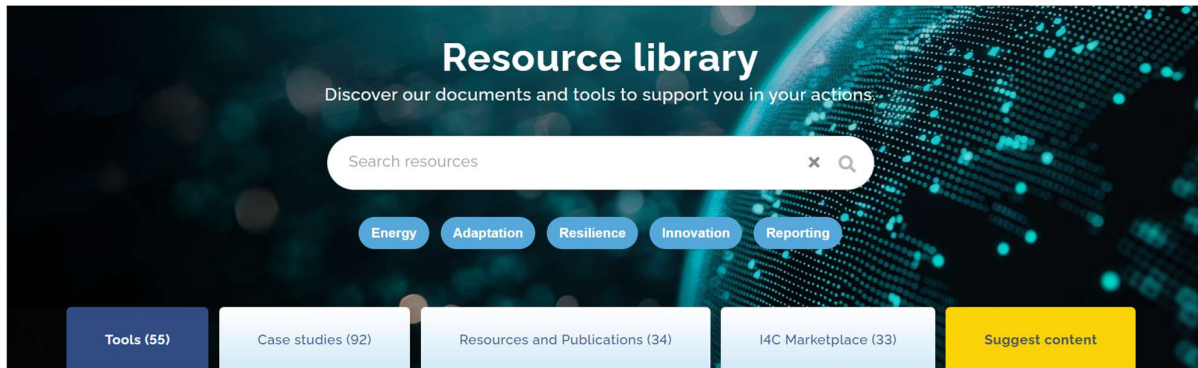 Resource library
Discover our documents and tools to support you in your actions.
Search resources
Energy Adaptation Resilience Innovation Reporting
Tools (55) Case studies (92) Resources and Publications (34) I4C Marketplace (33) Suggest content